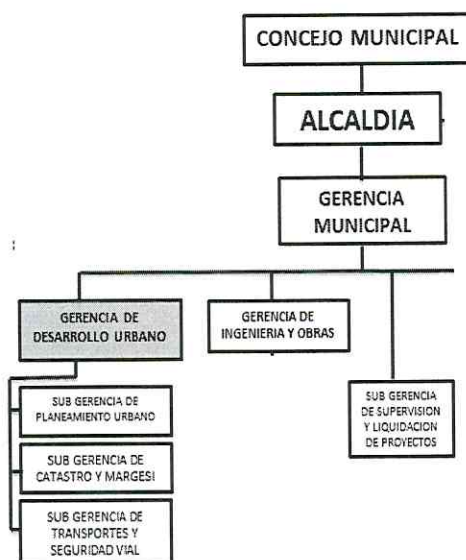 CONCEJO MUNICIPAL
ALCALDIA
GERENCIA
MUNICIPAL
GERENCIA DE
DESARROLLO URBANO
GERENCIA DE
INGENIERIA Y OBRAS
SUB GERENCIA DE
PLANEAMIENTO URBANO
SUB GERENCIA
DE SUPERVISION
Y LIQUIDACION
DE PROYECTOS
SUB GERENCIA DE
CATASTRO Y MARGESI
SUB GERENCIA DE
TRANSPORTES Y
SEGURIDAD VIAL